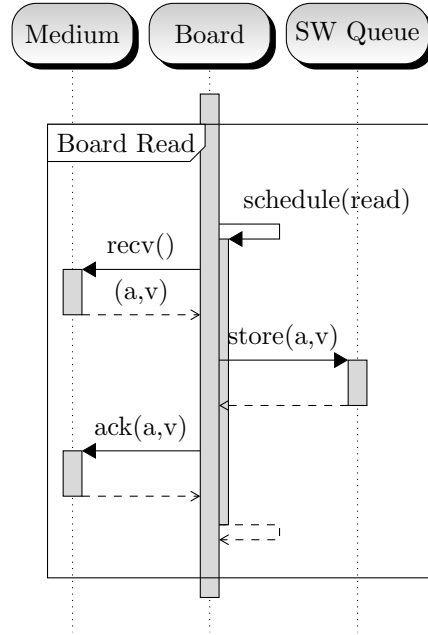 Medium
Board
SW Queue
Board Read
schedule(read)
recv()
(a,v)
store(a,v)
ack(a,v)